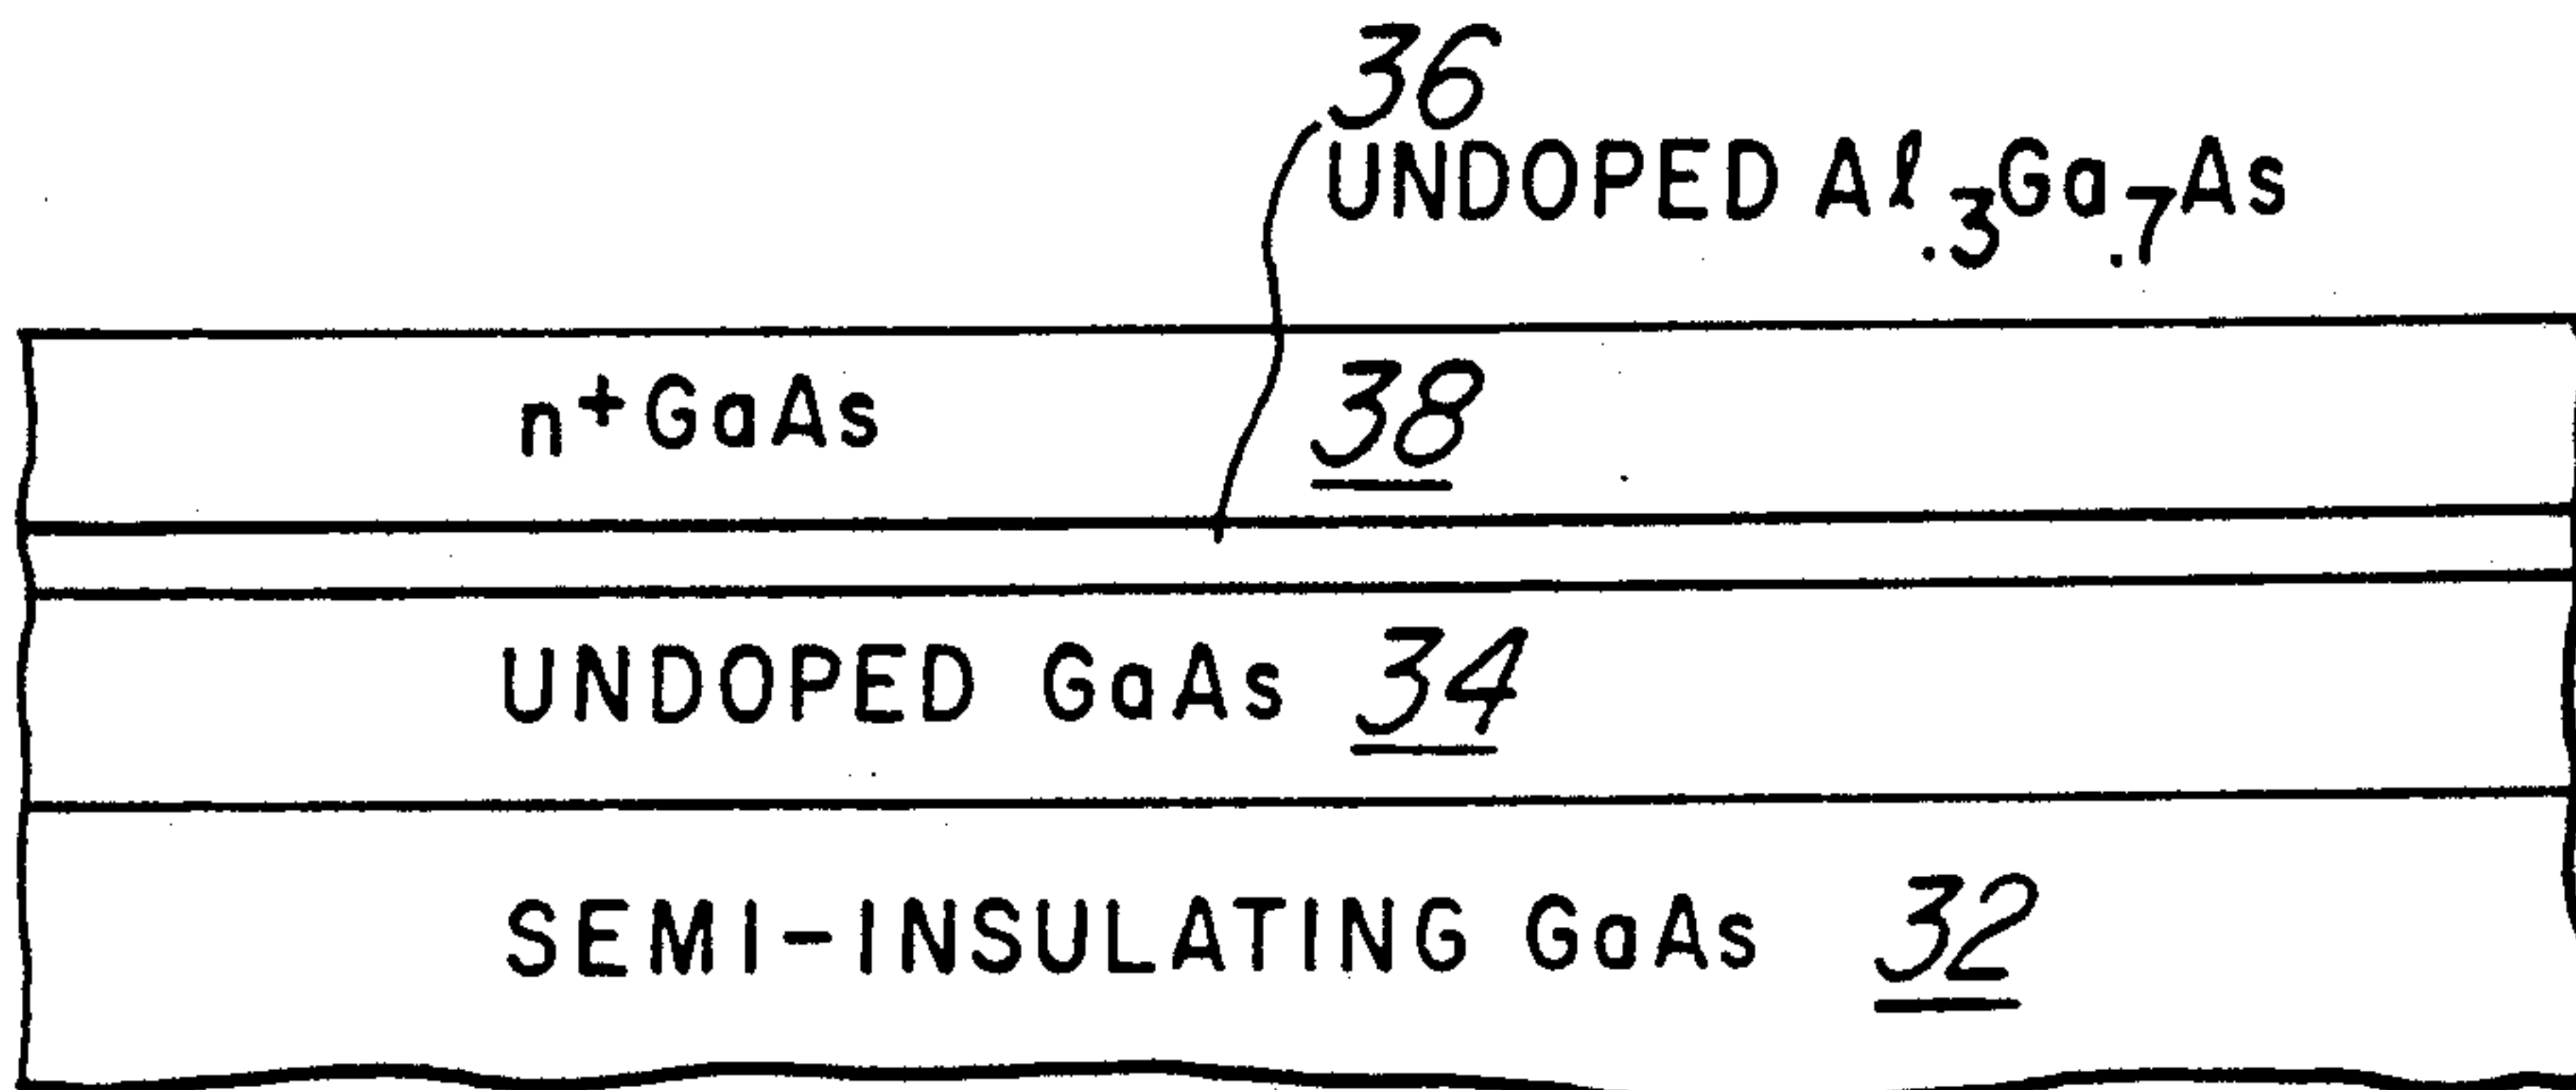 36
UNDOPED Al.3Ga.7As
n+GaAs 38
UNDOPED GaAs 34
SEMI-INSULATING GaAs 32